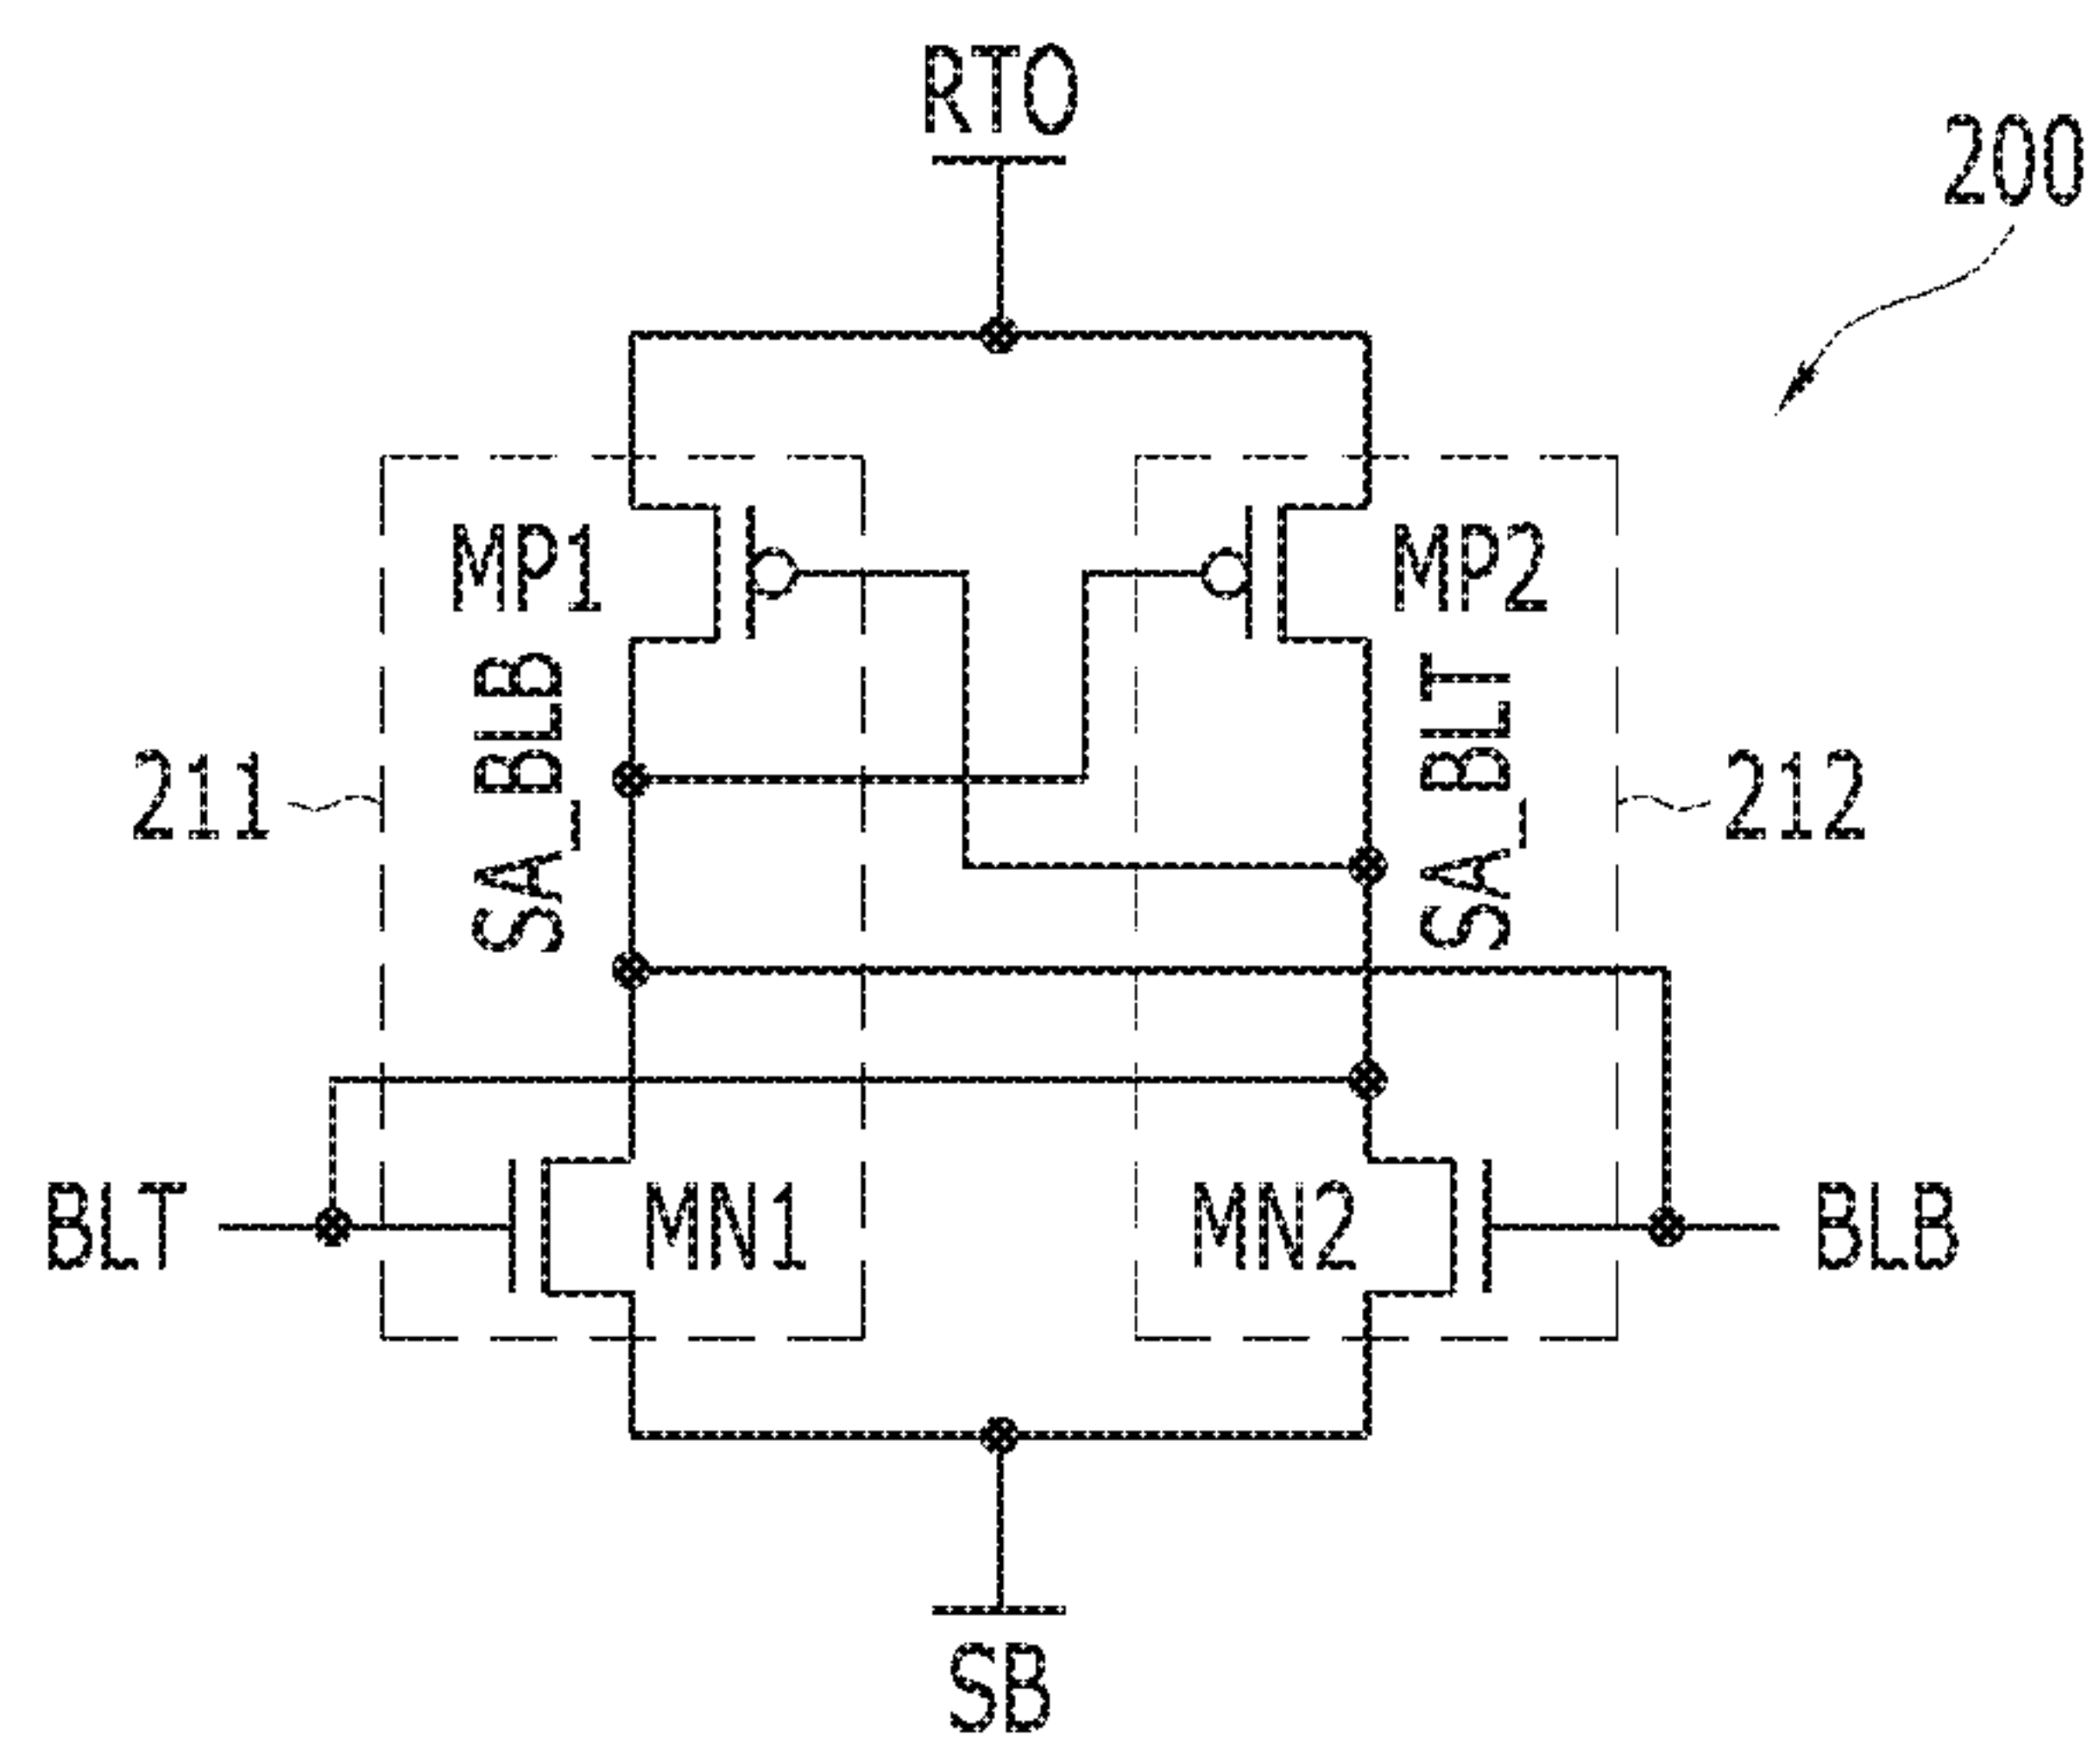 RTO
200
MP1
MP2
SA_BLB
SA_BLT
211
212
BLT
MN1
MN2
BLB
SB